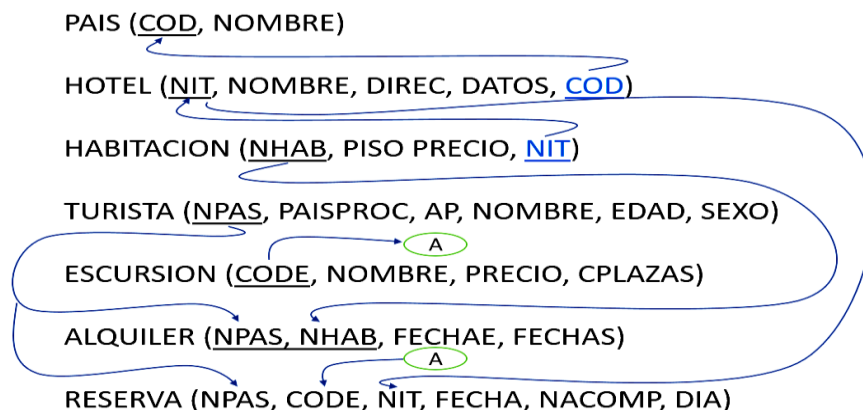 PAIS (COD, NOMBRE)
HOTEL (NIT, NOMBRE, DIREC, DATOS, COD)
HABITACION (NHAB, PISO PRECIO, NIT)
TURISTA (NPAS, PAISPROC, AP, NOMBRE, EDAD, SEXO)
A
ESCURSION (CODE, NOMBRE, PRECIO, CPLAZAS)
ALQUILER (NPAS, NHAB, FECHAE, FECHAS)
A
RESERVA (NPAS, CODE, NIT, FECHA, NACOMP, DIA)